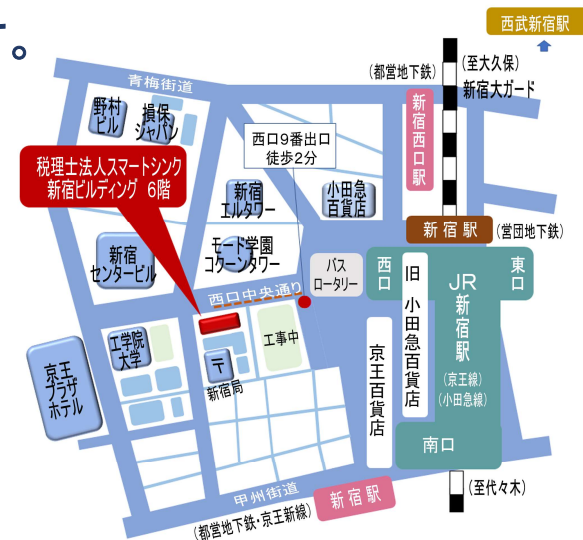 。
西武新宿駅
(至大久保)
(都営地下鉄)
新宿大ガード
青梅街道
野村
ビル
損保
ジャパン
新宿西口駅
西口9番出口
徒歩2分
税理士法人スマートシンク
新宿ビルディング 6階
新宿
エルタワー
小田急
百貨店
新宿駅
(営団地下鉄)
新宿
センタービル
モード学園
コクーンタワー
バス
ロータリー
西口
旧 小田急百貨店
JR新宿駅
(京王線)
(小田急線)
東口
西口中央通り
工学院
大学
工事中
〒
新宿局
京王百貨店
京王
プラザ
ホテル
南口
甲州街道
新宿駅
(都営地下鉄・京王新線)
(至代々木)